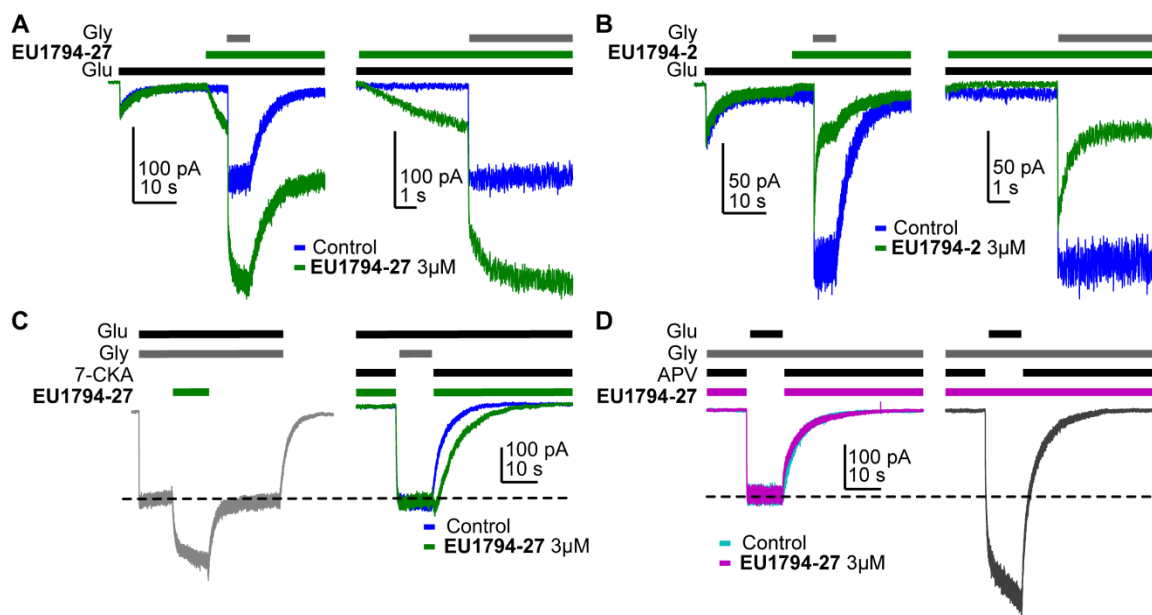 A
Gly
EU1794-27
Glu
100 pA
10 s
100 pA
1 s
Control
EU1794-27 3µM
B
Gly
EU1794-2
Glu
50 pA
10 s
50 pA
1 s
Control
EU1794-2 3µM
C
Glu
Gly
7-CKA
EU1794-27
100 pA
10 s
Control
EU1794-27 3µM
D
Glu
Gly
APV
EU1794-27
100 pA
10 s
Control
EU1794-27 3µM